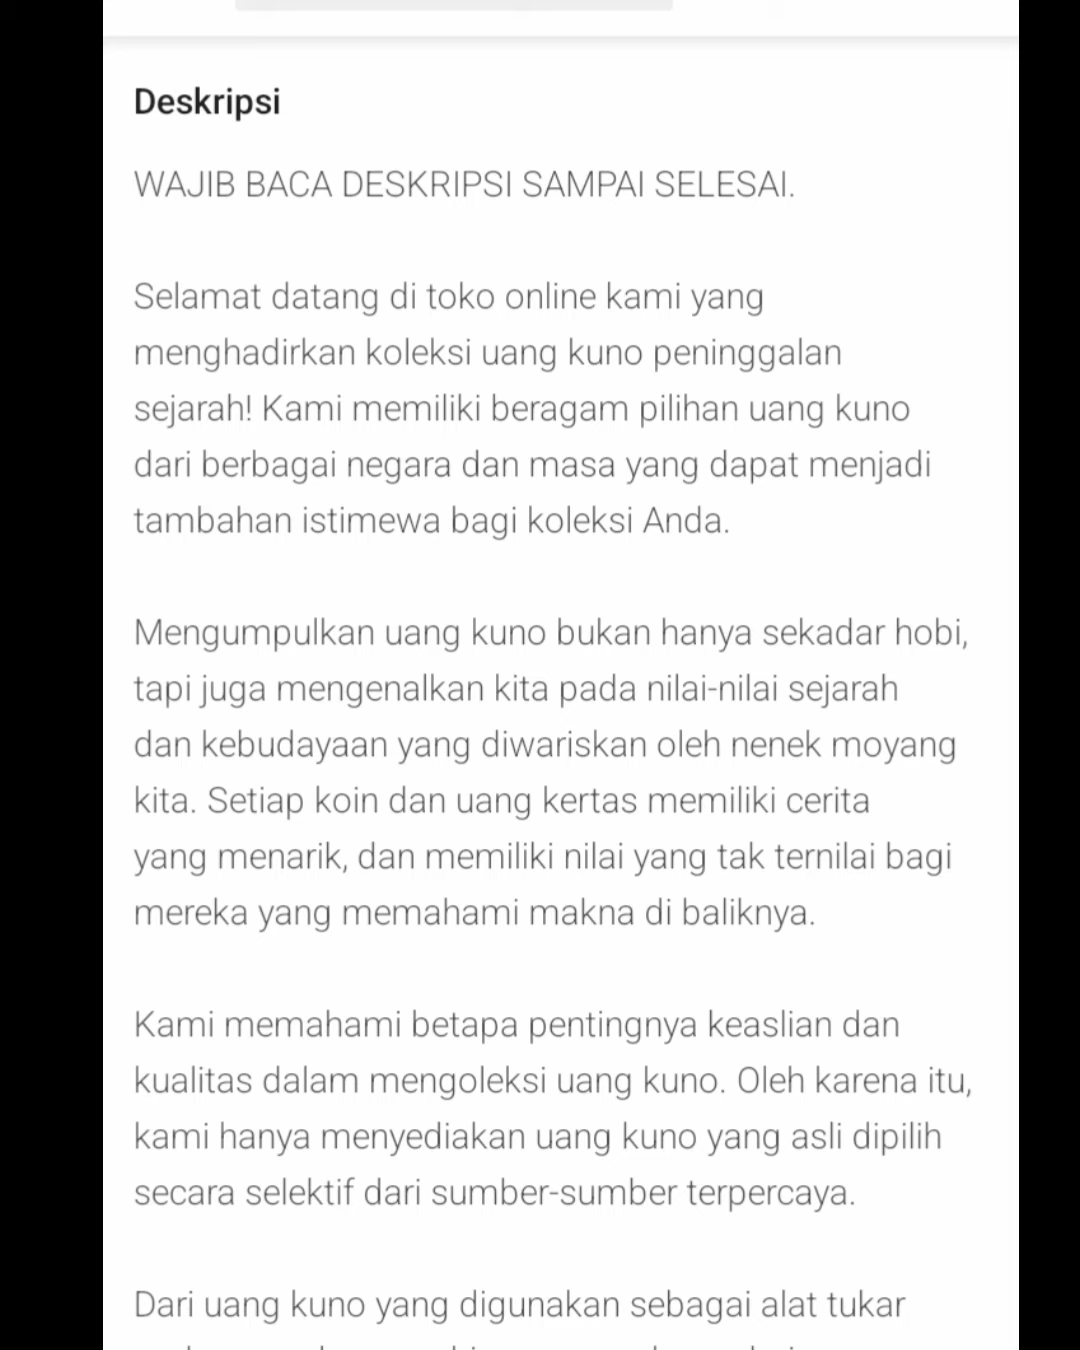 Deskripsi
WAJIB BACA DESKRIPSI SAMPAI SELESAI.
Selamat datang di toko online kami yang
menghadirkan koleksi uang kuno peninggalan
sejarah! Kami memiliki beragam pilihan uang kuno
dari berbagai negara dan masa yang dapat menjadi
tambahan istimewa bagi koleksi Anda.
Mengumpulkan uang kuno bukan hanya sekadar hobi,
tapi juga mengenalkan kita pada nilai-nilai sejarah
dan kebudayaan yang diwariskan oleh nenek moyang
kita. Setiap koin dan uang kertas memiliki cerita
yang menarik, dan memiliki nilai yang tak ternilai bagi
mereka yang memahami makna di baliknya.
Kami memahami betapa pentingnya keaslian dan
kualitas dalam mengoleksi uang kuno. Oleh karena itu,
kami hanya menyediakan uang kuno yang asli dipilih
secara selektif dari sumber-sumber terpercaya.
Dari uang kuno yang digunakan sebagai alat tukar